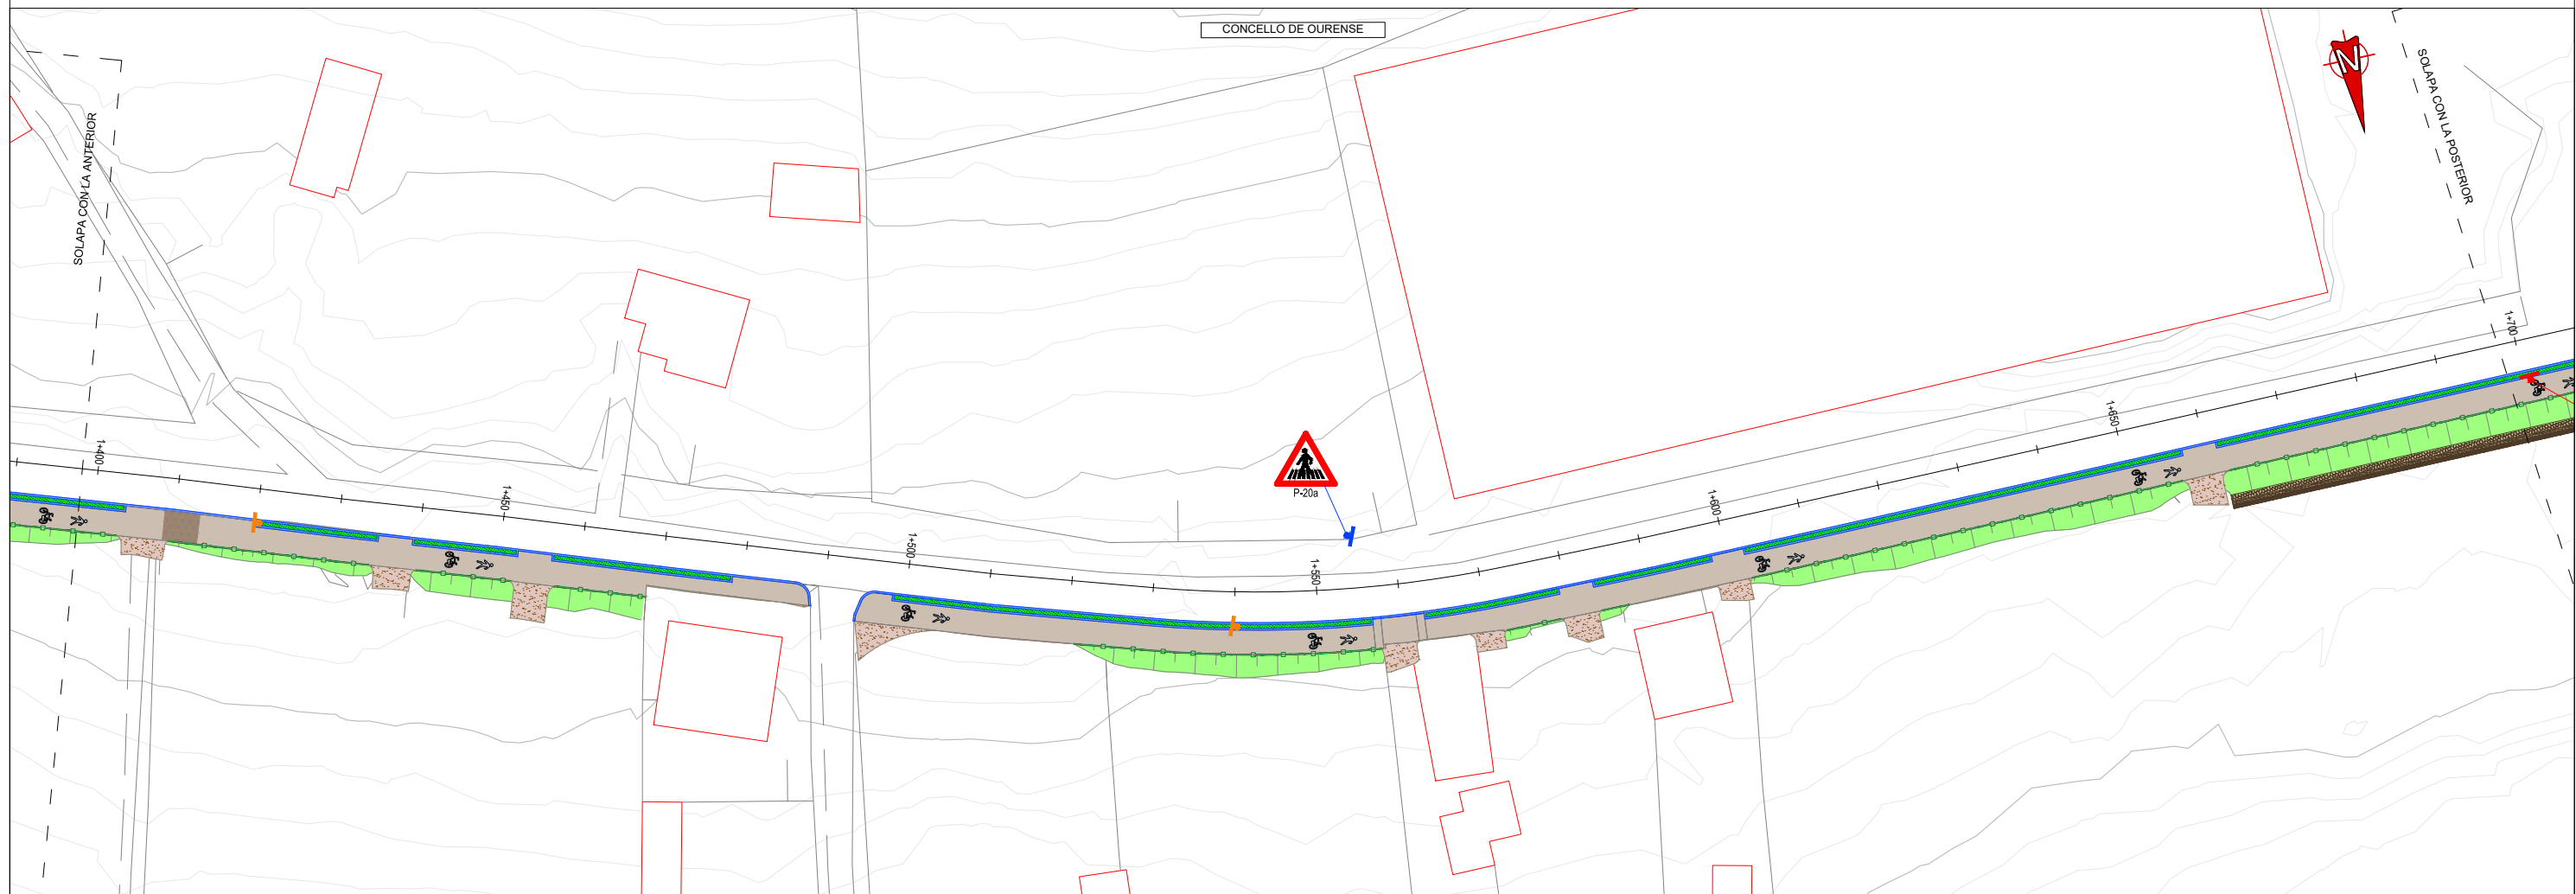 CONCELLO DE OURENSE
N
SOLAPA CON LA ANTERIOR
SOLAPA CON LA POSTERIOR
1+400
1+450
1+500
1+550
1+600
1+650
1+700
P-20a